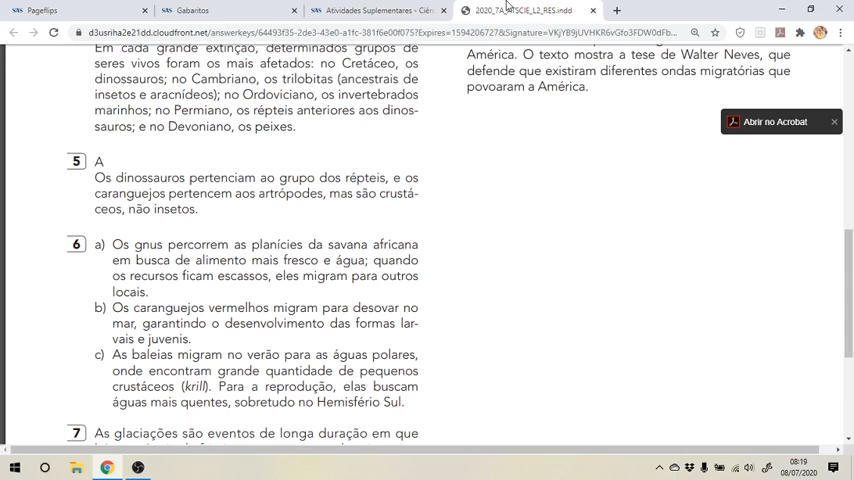 SAS Pageflips
SAS Gabaritos
SAS Atividades Suplementares - Ciên
2020_7A_ATSCIE_L2_RES.indd
d3usriha2e21dd.cloudfront.net/answerkeys/64493f35-2de3-43e0-a1fc-381f6e00f075?Expires=1594206727&Signature=VKjYB9jUVHKR6vGfo3FDW0dFb...
Em cada grande extinção, determinados grupos de
seres vivos foram os mais afetados: no Cretáceo, os
dinossauros; no Cambriano, os trilobitas (ancestrais de
insetos e aracnídeos); no Ordoviciano, os invertebrados
marinhos; no Permiano, os répteis anteriores aos dinos-
sauros; e no Devoniano, os peixes.
5 A
Os dinossauros pertenciam ao grupo dos répteis, e os
caranguejos pertencem aos artrópodes, mas são crustá-
ceos, não insetos.
6 a) Os gnus percorrem as planícies da savana africana
em busca de alimento mais fresco e água; quando
os recursos ficam escassos, eles migram para outros
locais.
b) Os caranguejos vermelhos migram para desovar no
mar, garantindo o desenvolvimento das formas lar-
vais e juvenis.
c) As baleias migram no verão para as águas polares,
onde encontram grande quantidade de pequenos
crustáceos (krill). Para a reprodução, elas buscam
águas mais quentes, sobretudo no Hemisfério Sul.
7 As glaciações são eventos de longa duração em que
América. O texto mostra a tese de Walter Neves, que
defende que existiram diferentes ondas migratórias que
povoaram a América.
Abrir no Acrobat
08:19
08/07/2020